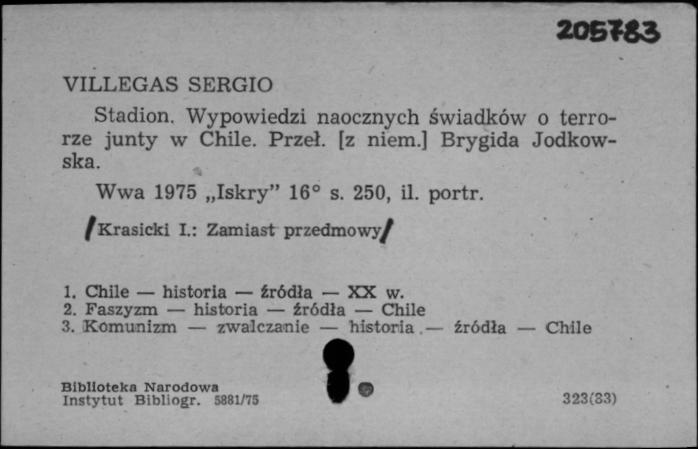 205783
VILLEGAS SERGIO
Stadion. Wypowiedzi naocznych świadków o terro-
rze junty w Chile. Przeł. [z niem.] Brygida Jodkow-
ska.
Wwa 1975 „Iskry” 16° s. 250, il. portr.
/Krasicki I.: Zamiast przedmowy/
1. Chile — historia — źródła — XX w.
2. Faszyzm — historia — źródła — Chile
3. Komunizm — zwalczanie — historia — źródła — Chile
Biblioteka Narodowa
Instytut Bibliogr. 5881/75
323(83)